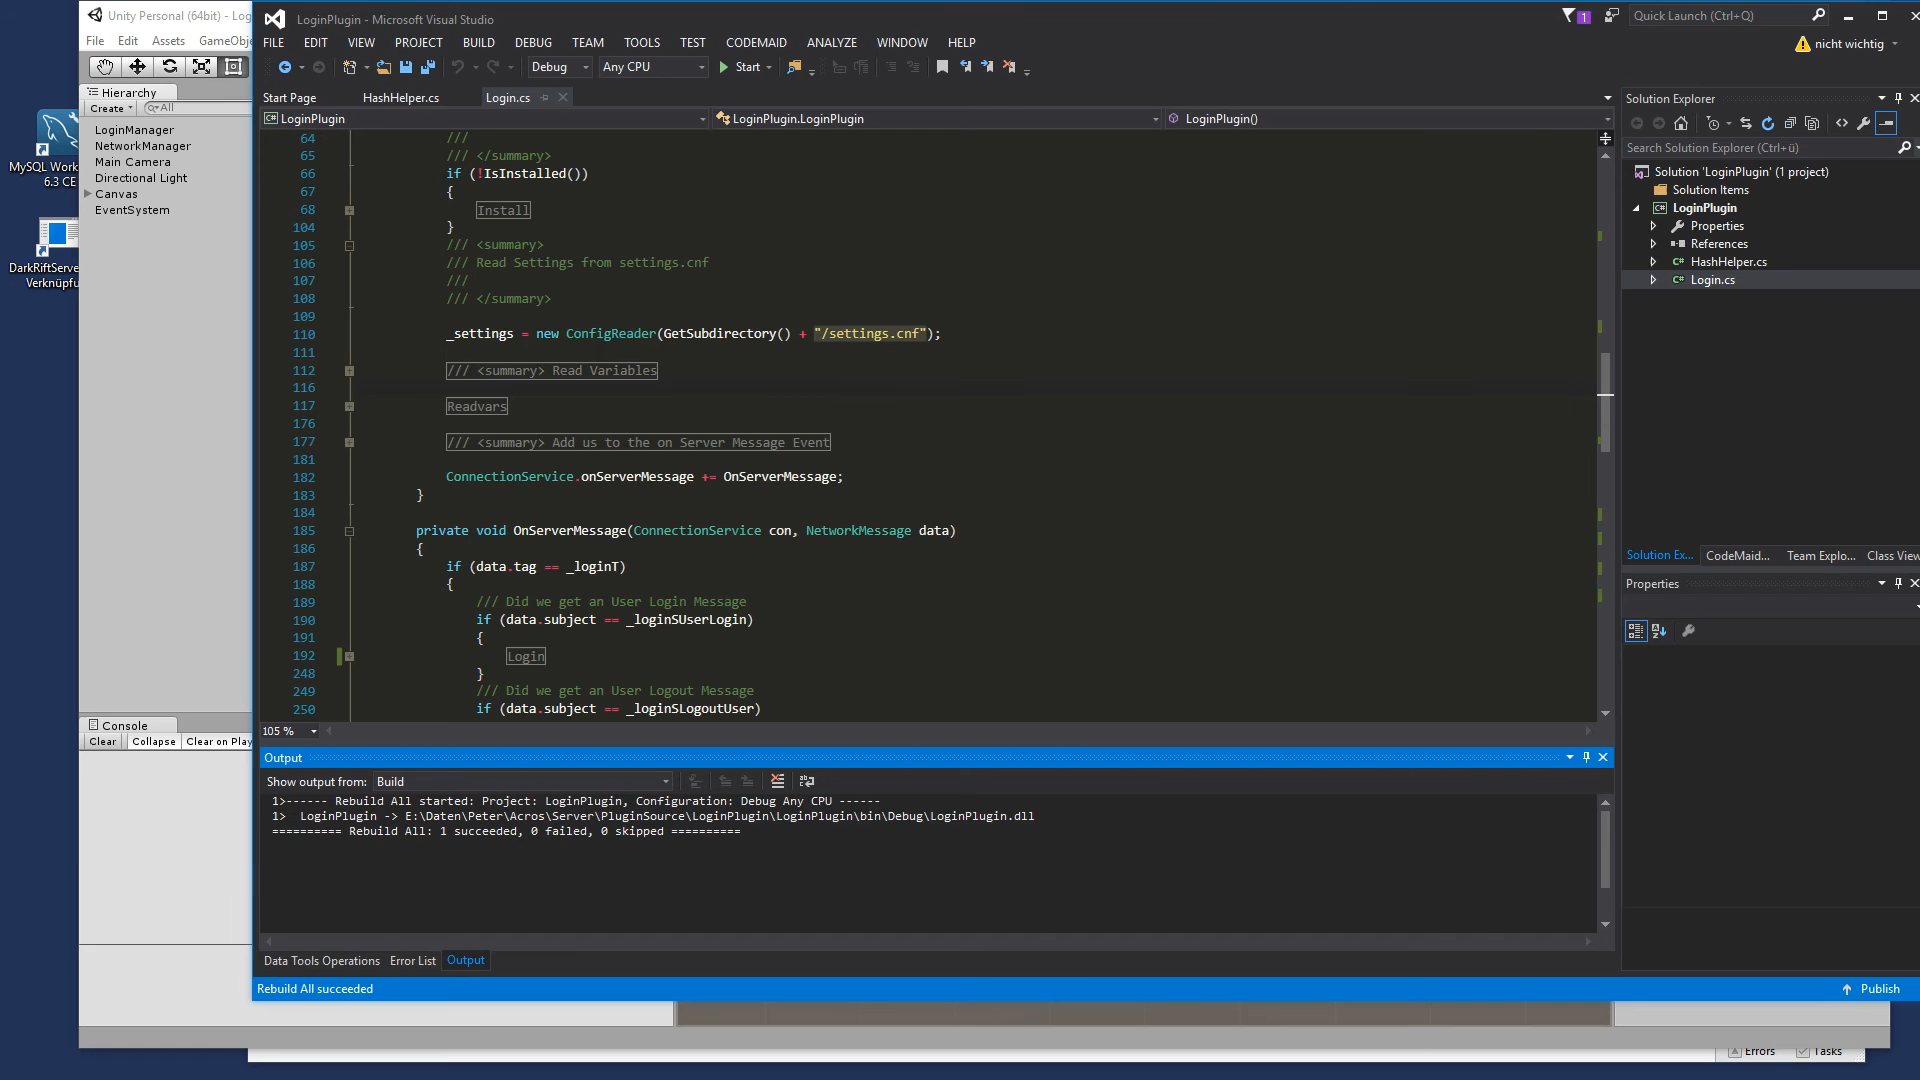 Unity Personal (64bit) - Lo
File Edit Assets GameObj
Hierarchy
Create
All
LoginManager
NetworkManager
Main Camera
Directional Light
Canvas
EventSystem
MySQL Work
6.3 CE
DarkRiftServe
Verknüpfu
Console
Clear Collapse Clear on Play
LoginPlugin - Microsoft Visual Studio
1
Quick Launch (Ctrl+Q)
FILE EDIT VIEW PROJECT BUILD DEBUG TEAM TOOLS TEST CODEMAID ANALYZE WINDOW HELP
nicht wichtig
Debug Any CPU Start
Start Page HashHelper.cs Login.cs
LoginPlugin LoginPlugin.LoginPlugin LoginPlugin()
64 ///
65 /// </summary>
66 if (!IsInstalled())
67 {
68 Install
104 }
105 /// <summary>
106 /// Read Settings from settings.cnf
107 ///
108 /// </summary>
109
110 _settings = new ConfigReader(GetSubdirectory() + "/settings.cnf");
111
112 /// <summary> Read Variables
116
117 Readvars
176
177 /// <summary> Add us to the on Server Message Event
181
182 ConnectionService.onServerMessage += OnServerMessage;
183 }
184
185 private void OnServerMessage(ConnectionService con, NetworkMessage data)
186 {
187 if (data.tag == _loginT)
188 {
189 /// Did we get an User Login Message
190 if (data.subject == _loginSUserLogin)
191 {
192 Login
248 }
249 /// Did we get an User Logout Message
250 if (data.subject == _loginSLogoutUser)
105 %
Output
Show output from: Build
1>------ Rebuild All started: Project: LoginPlugin, Configuration: Debug Any CPU ------
1>  LoginPlugin -> E:\Daten\Peter\Acros\Server\PluginSource\LoginPlugin\LoginPlugin\bin\Debug\LoginPlugin.dll
========== Rebuild All: 1 succeeded, 0 failed, 0 skipped ==========
Data Tools Operations Error List Output
Rebuild All succeeded
Publish
Solution Explorer
Search Solution Explorer (Ctrl+ü)
Solution 'LoginPlugin' (1 project)
Solution Items
LoginPlugin
Properties
References
HashHelper.cs
Login.cs
Solution Ex... CodeMaid... Team Explo... Class View
Properties
Errors Tasks